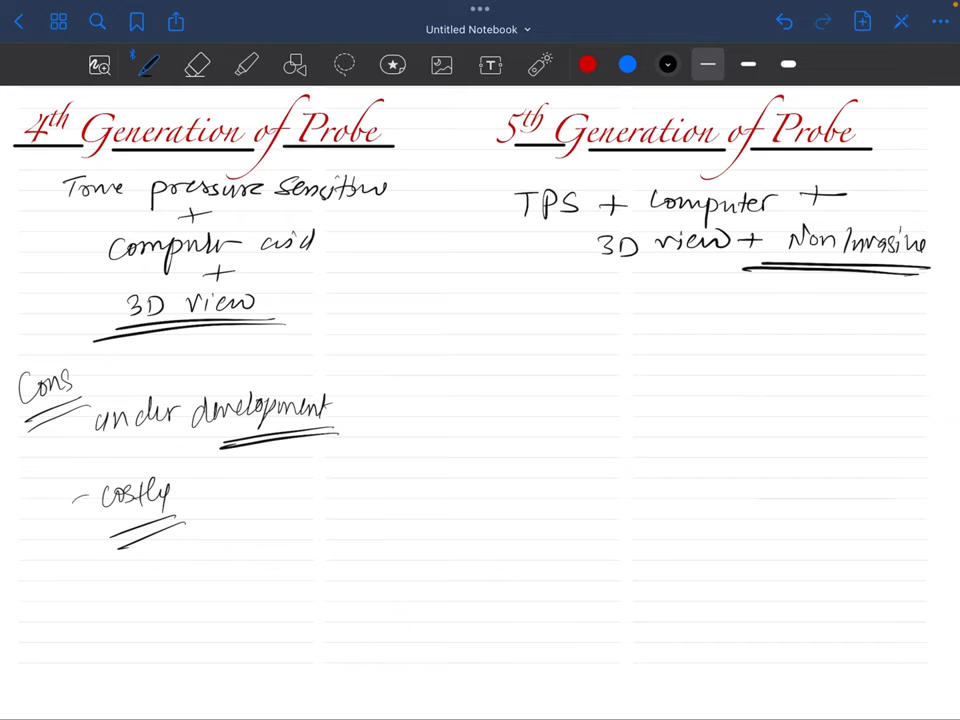 Untitled Notebook
4th Generation of Probe
Tome pressure sensitive
+
Computer aid
+
3D view
Cons
under development
- costly
5th Generation of Probe
TPS + Computer +
3D view + Non Invasive